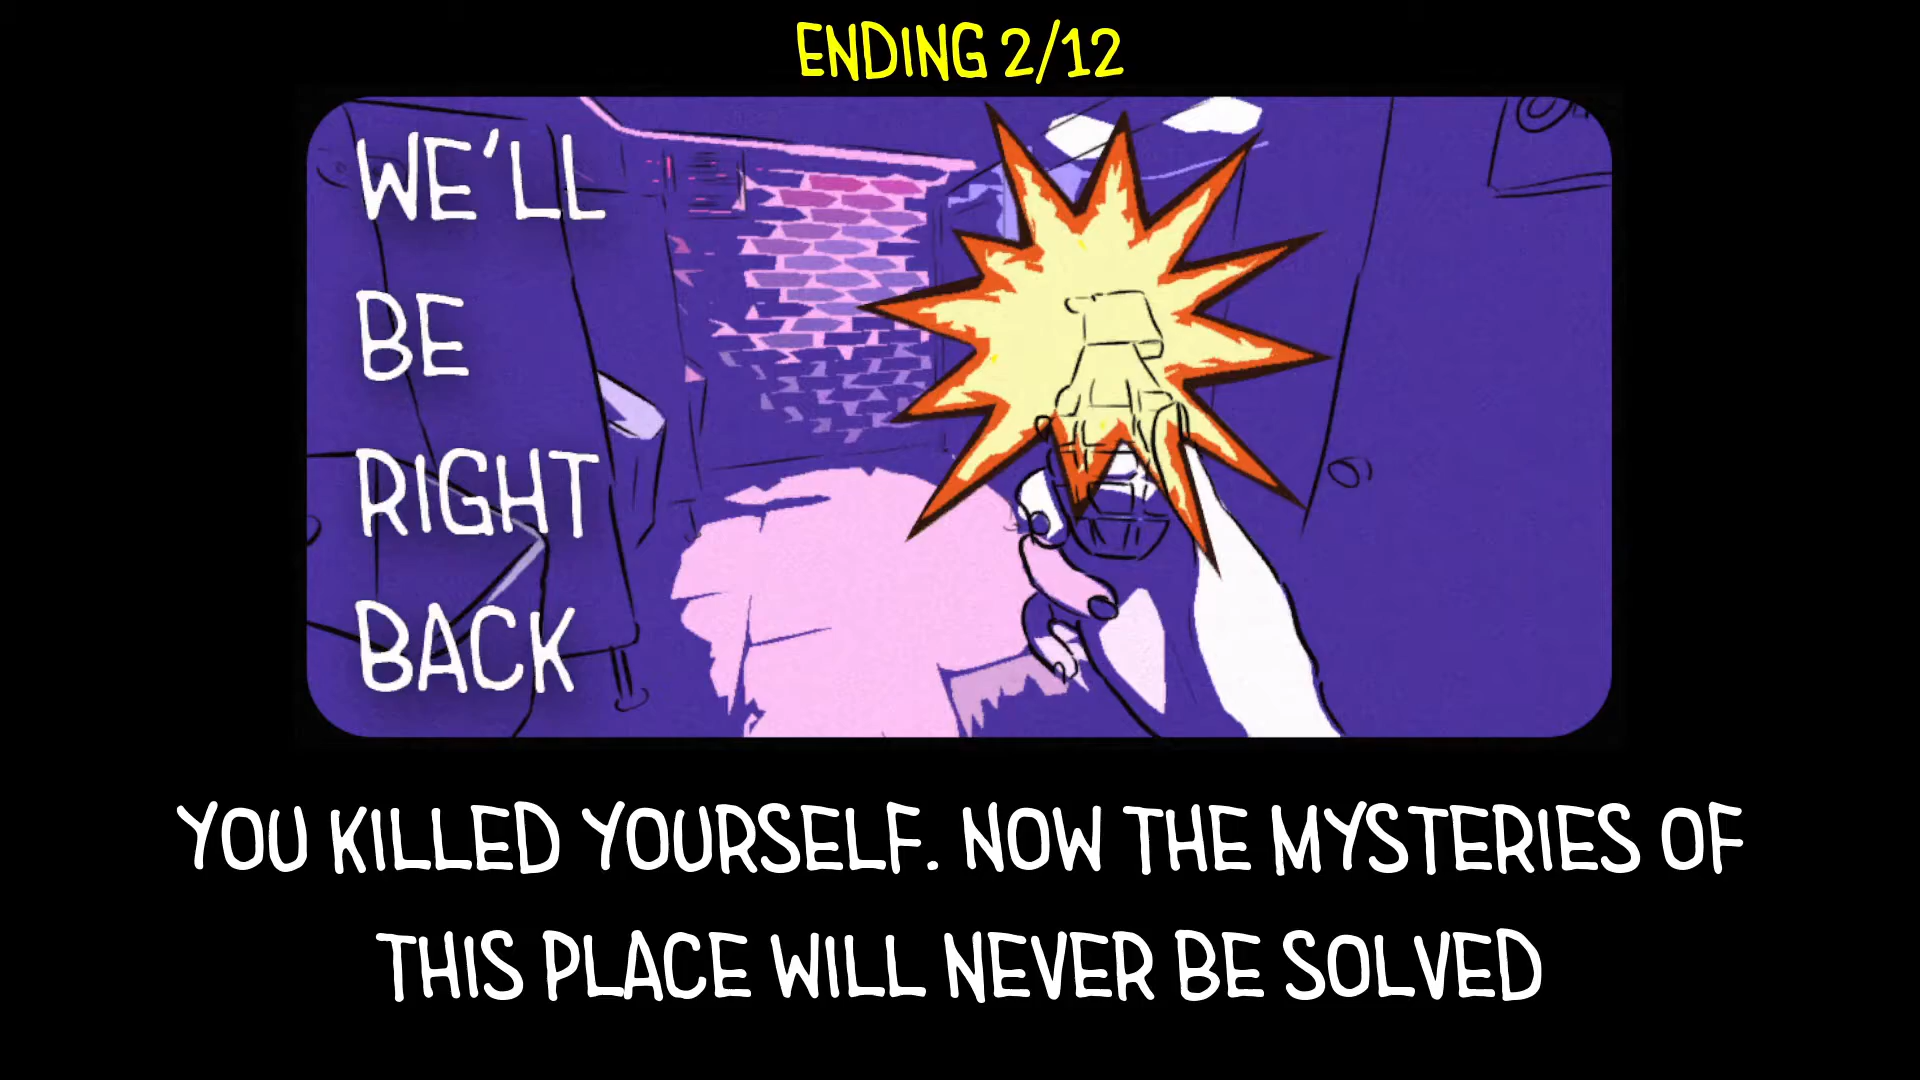 ENDING 2/12
WE'LL
BE
RIGHT
BACK
YOU KILLED YOURSELF. NOW THE MYSTERIES OF
THIS PLACE WILL NEVER BE SOLVED